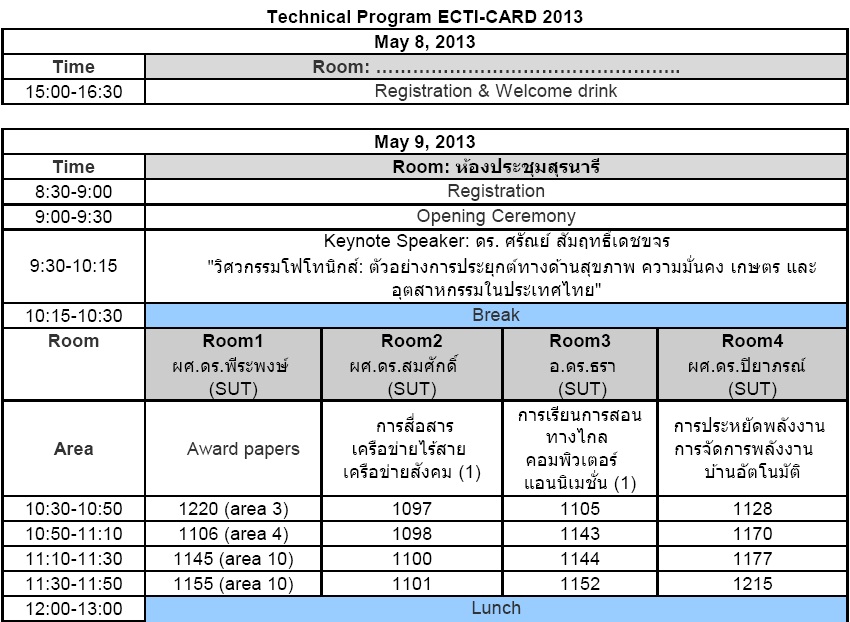 Technical Program ECTI-CARD 2013
May 8, 2013
Time Room: ……………………………………………..
15:00-16:30 Registration & Welcome drink
May 9, 2013
Time Room: ห้องประชุมสุรนารี
8:30-9:00 Registration
9:00-9:30 Opening Ceremony
9:30-10:15 Keynote Speaker: ดร. ศรัณย์ สัมฤทธิ์เดชขจร
"วิศวกรรมโฟโทนิกส์: ตัวอย่างการประยุกต์ทางด้านสุขภาพ ความมั่นคง เกษตร และ
อุตสาหกรรมในประเทศไทย"
10:15-10:30 Break
Room Room1 Room2 Room3 Room4
ผศ.ดร.พีระพงษ์ ผศ.ดร.สมศักดิ์ อ.ดร.ธรา ผศ.ดร.ปิยาภรณ์
(SUT) (SUT) (SUT) (SUT)
Area
Award papers
การสื่อสาร
เครือข่ายไร้สาย
เครือข่ายสังคม (1)
การเรียนการสอน
ทางไกล
คอมพิวเตอร์
แอนนิเมชั่น (1)
การประหยัดพลังงาน
การจัดการพลังงาน
บ้านอัตโนมัติ
10:30-10:50 1220 (area 3) 1097 1105 1128
10:50-11:10 1106 (area 4) 1098 1143 1170
11:10-11:30 1145 (area 10) 1100 1144 1177
11:30-11:50 1155 (area 10) 1101 1152 1215
12:00-13:00 Lunch